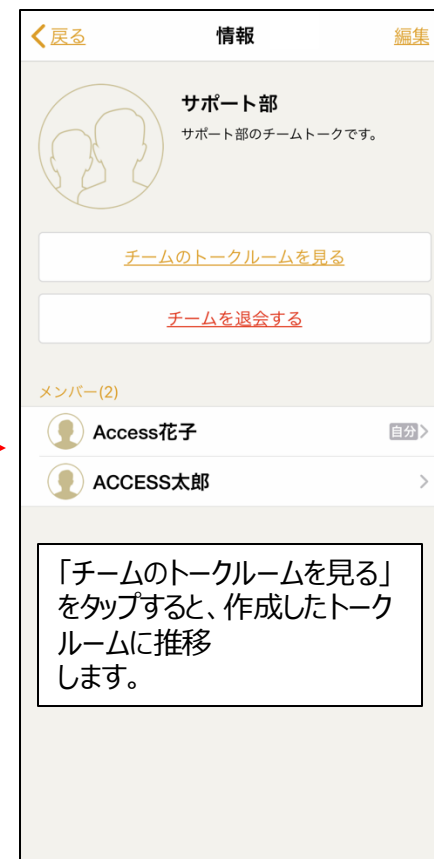 戻る 情報 編集
サポート部
サポート部のチームトークです。
チームのトークルームを見る
チームを退会する
メンバー(2)
Access花子 自分
ACCESS太郎
「チームのトークルームを見る」
をタップすると、作成したトーク
ルームに推移
します。